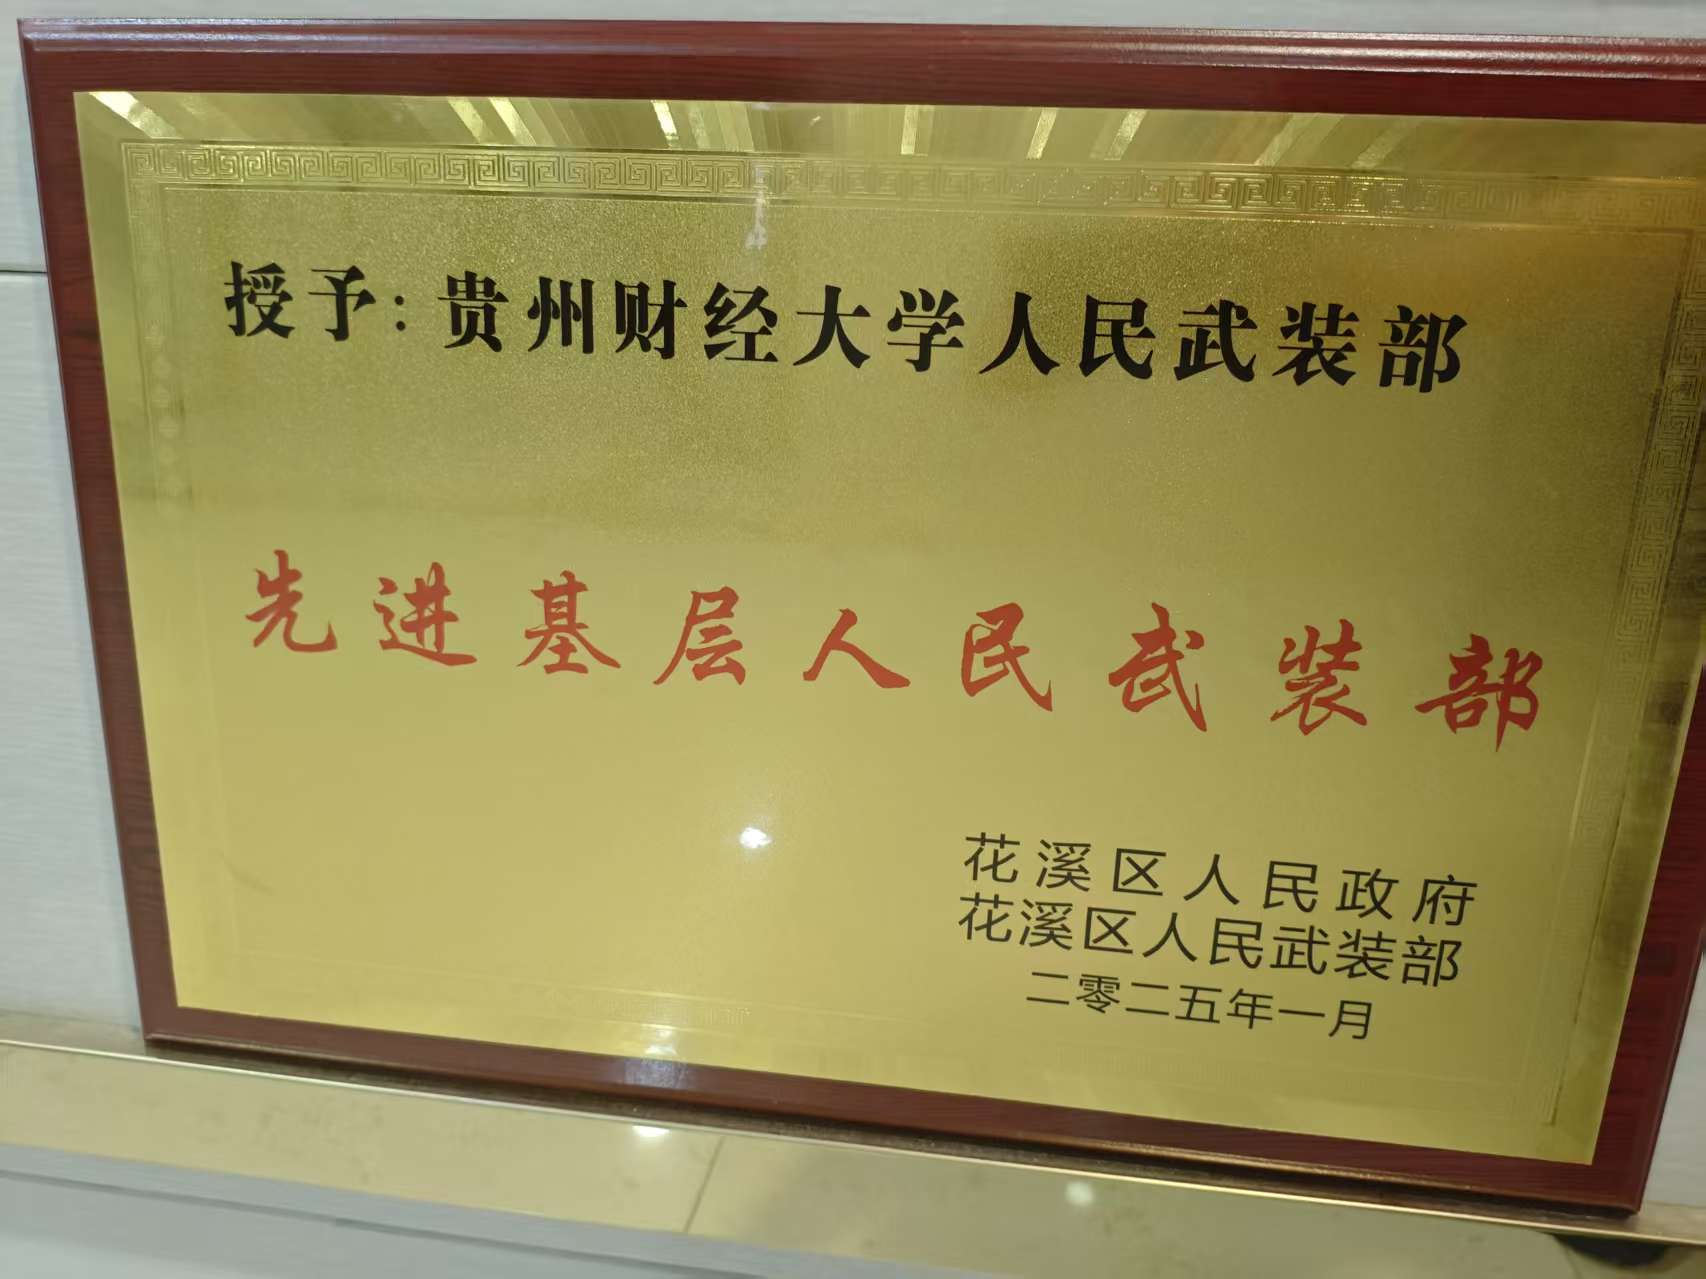 授予：贵州财经大学人民武装部
先进基层人民武装部
花溪区人民政府
花溪区人民武装部
二零二五年一月